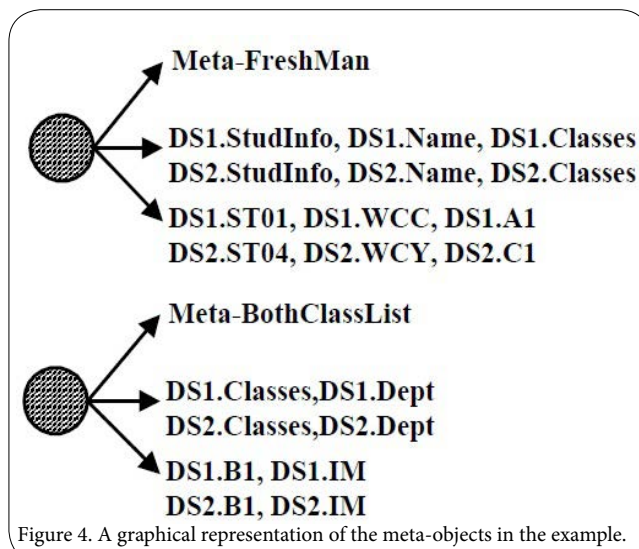 Meta-FreshMan
DS1.StudInfo, DS1.Name, DS1.Classes
DS2.StudInfo, DS2.Name, DS2.Classes
DS1.ST01, DS1.WCC, DS1.A1
DS2.ST04, DS2.WCY, DS2.C1
Meta-BothClassList
DS1.Classes,DS1.Dept
DS2.Classes,DS2.Dept
DS1.B1, DS1.IM
DS2.B1, DS2.IM
Figure 4. A graphical representation of the meta-objects in the example.